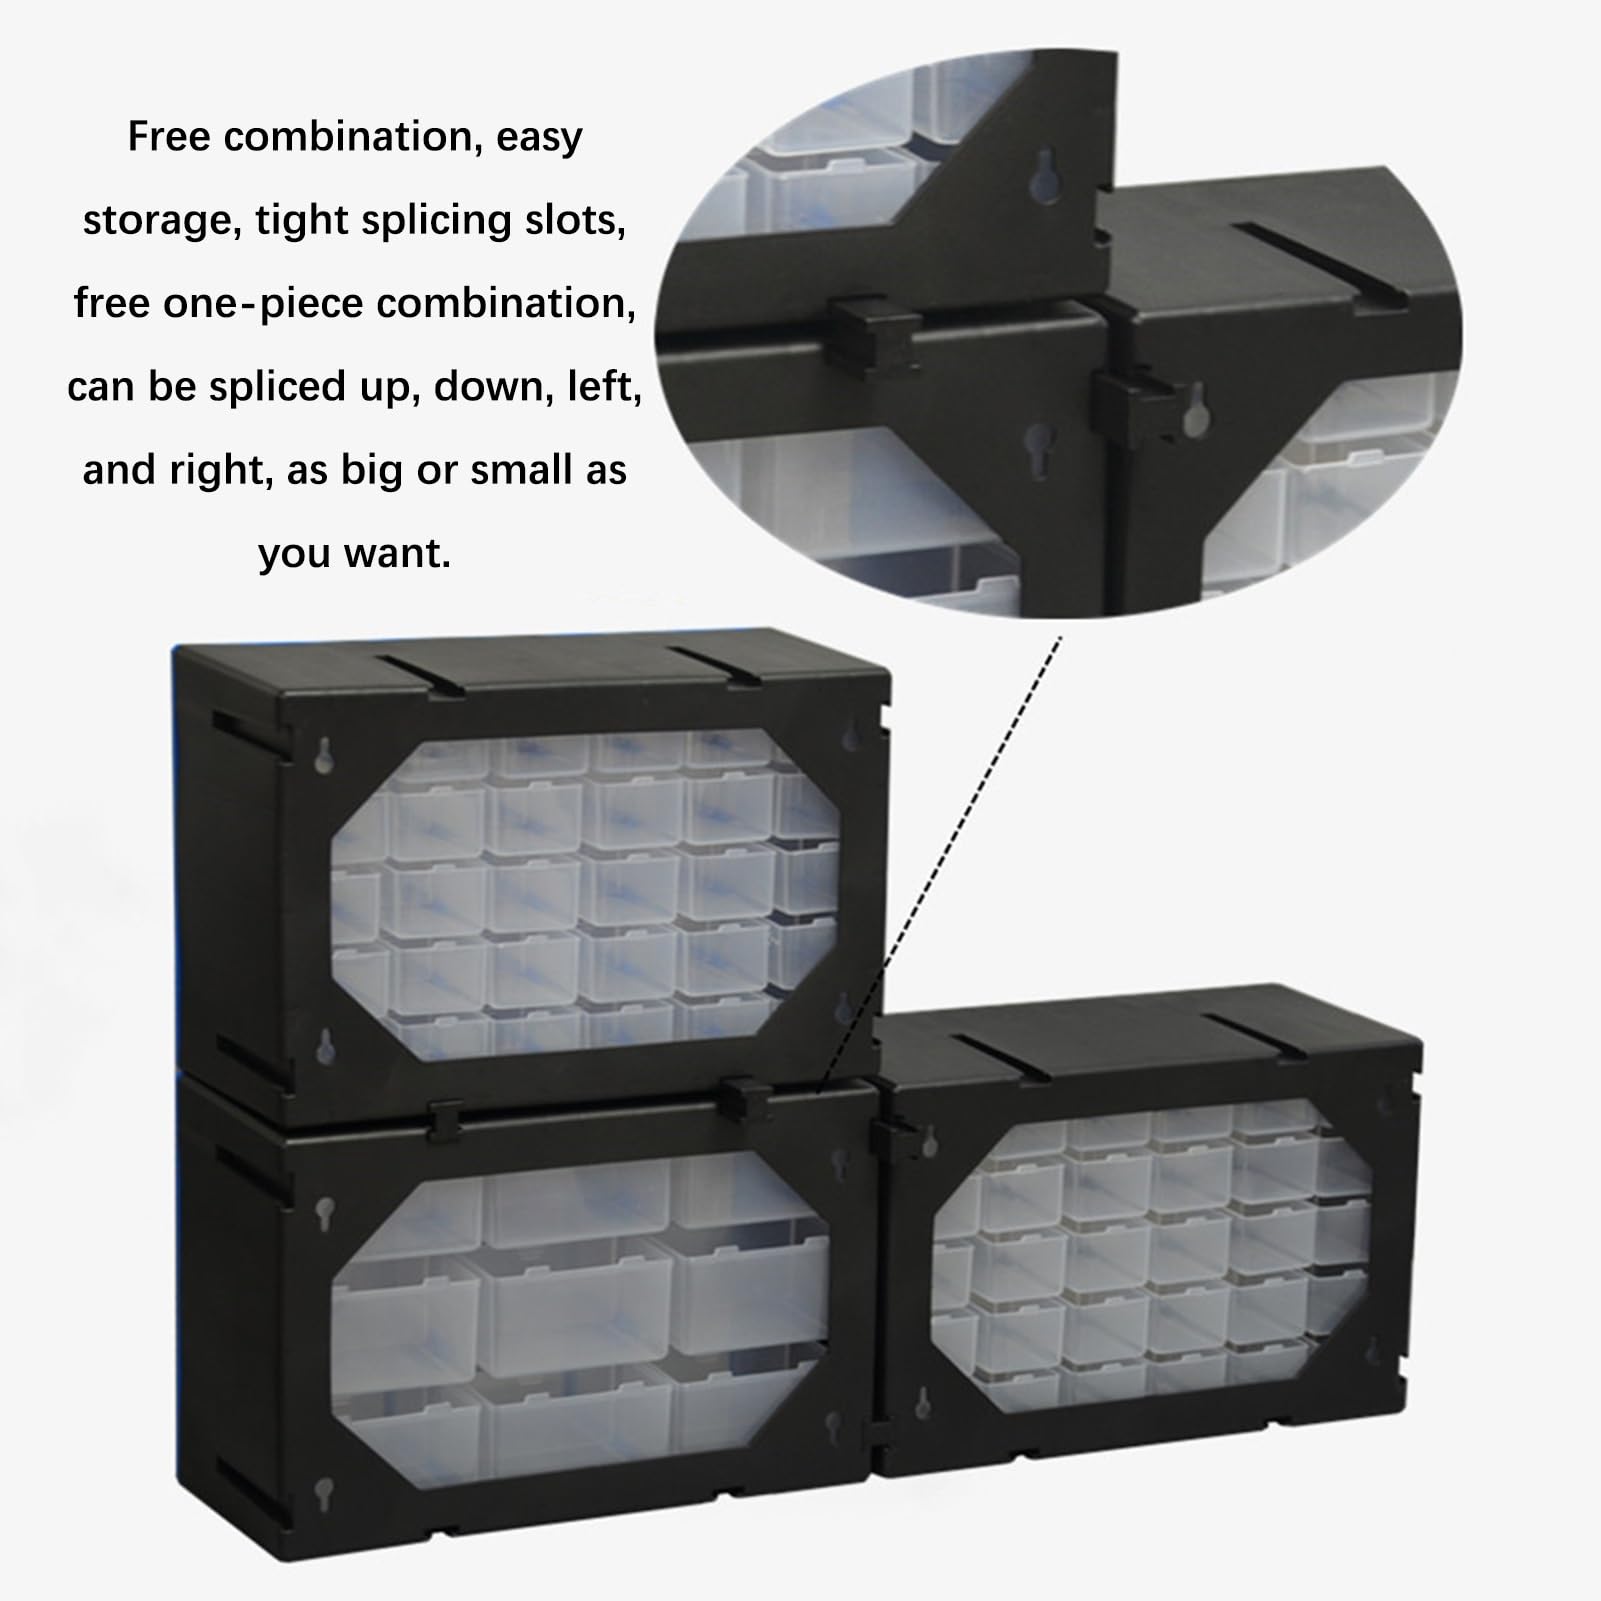 Free combination, easy
storage, tight splicing slots,
free one-piece combination,
can be spliced up, down, left,
and right, as big or small as
you want.